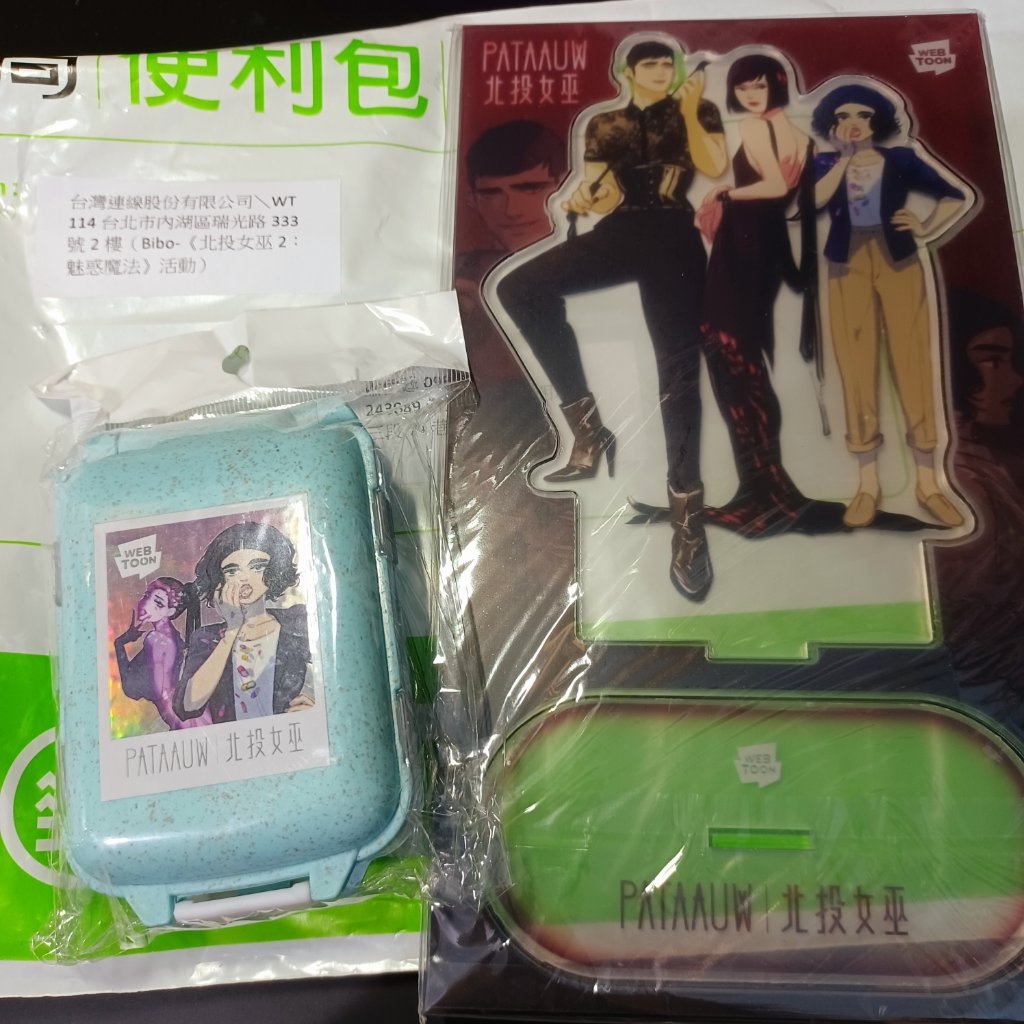 司 便利包
台灣連線股份有限公司\WT
114 台北市內湖區瑞光路 333
號 2 樓（Bibo-《北投女巫 2：
魅惑魔法》活動）
PATAAUW
北投女巫
WEB
TOON
243889
WEB
TOON
PATAAUW | 北投女巫
WEB
TOON
PATAAUW | 北投女巫